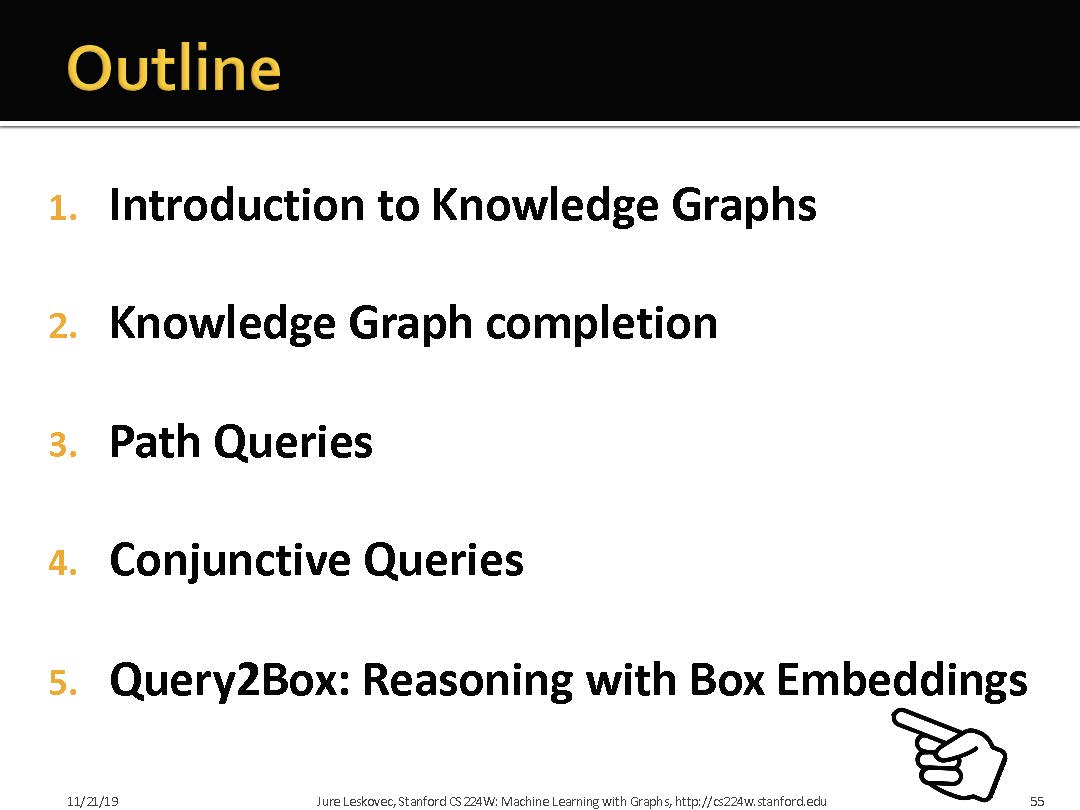 Outline
1. Introduction to Knowledge Graphs
2. Knowledge Graph completion
3. Path Queries
4. Conjunctive Queries
5. Query2Box: Reasoning with Box Embeddings
11/21/19 Jure Leskovec, Stanford CS224W: Machine Learning with Graphs, http://cs224w.stanford.edu 55